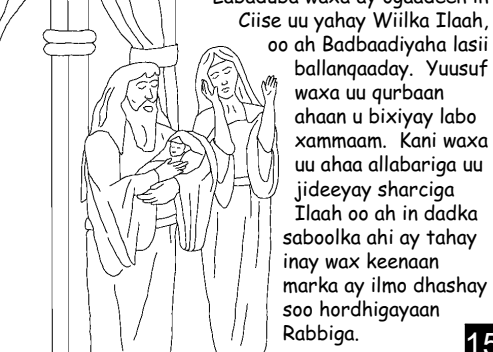 Ciise uu yahay Wiilka Ilaah,
oo ah Badbaadiyaha lasii
ballanqaaday. Yuusuf
waxa uu qurbaan
ahaan u bixiyay labo
xammaam. Kani waxa
uu ahaa allabariga uu
jideeyay sharciga
Ilaah oo ah in dadka
saboolka ahi ay tahay
inay wax keenaan
marka ay ilmo dhashay
soo hordhigayaan
Rabbiga.
15